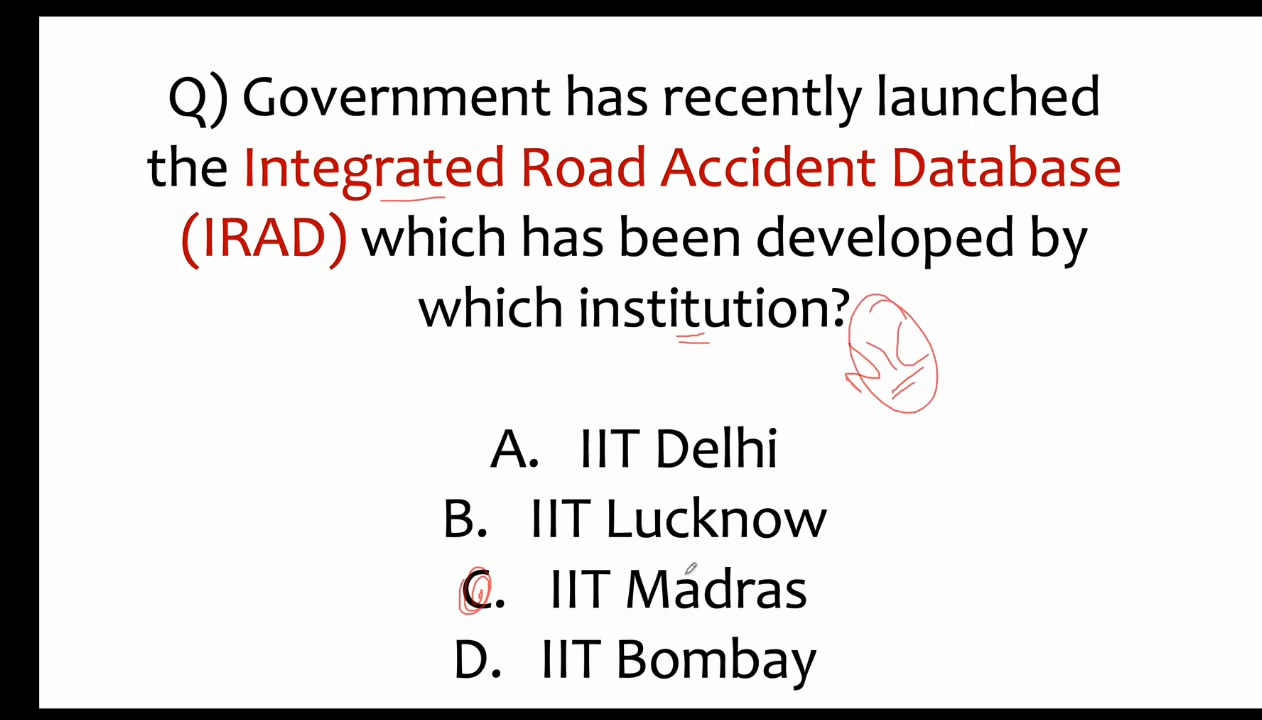 Q) Government has recently launched
the Integrated Road Accident Database
(IRAD) which has been developed by
which institution?
A. IIT Delhi
B. IIT Lucknow
C. IIT Madras
D. IIT Bombay